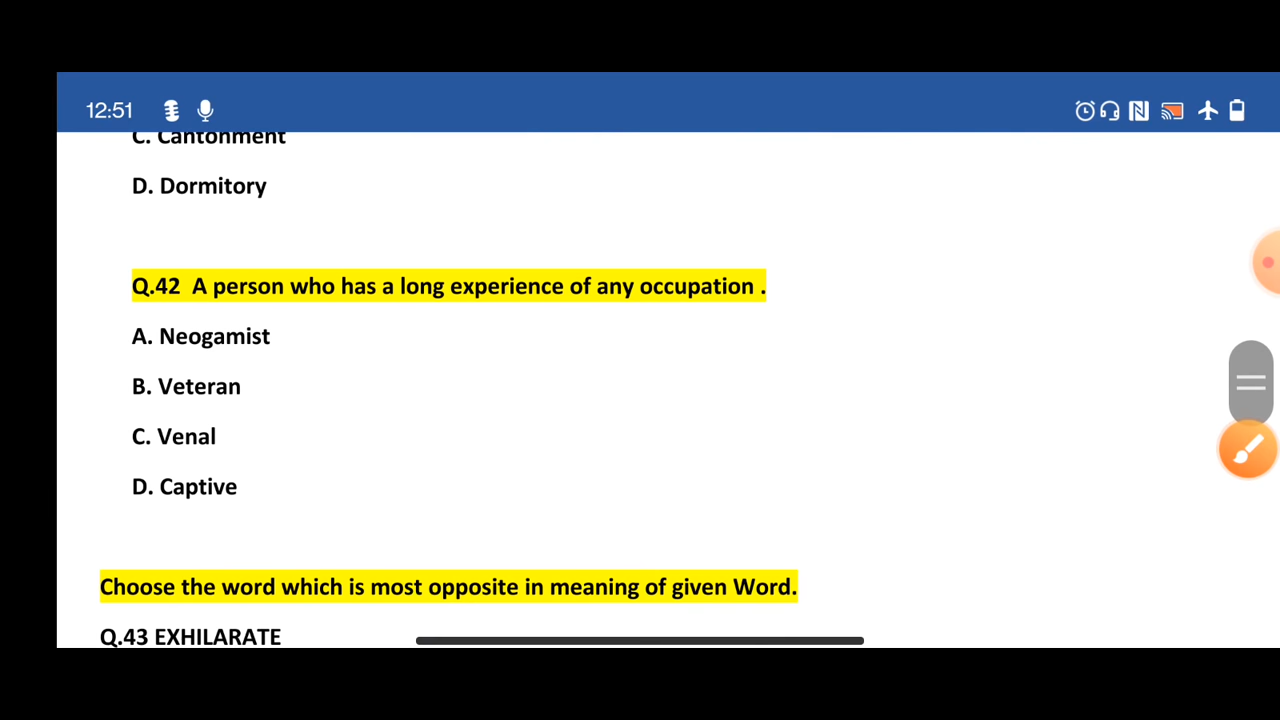 12:51
C. Cantonment
D. Dormitory
Q.42 A person who has a long experience of any occupation .
A. Neogamist
B. Veteran
C. Venal
D. Captive
Choose the word which is most opposite in meaning of given Word.
Q.43 EXHILARATE